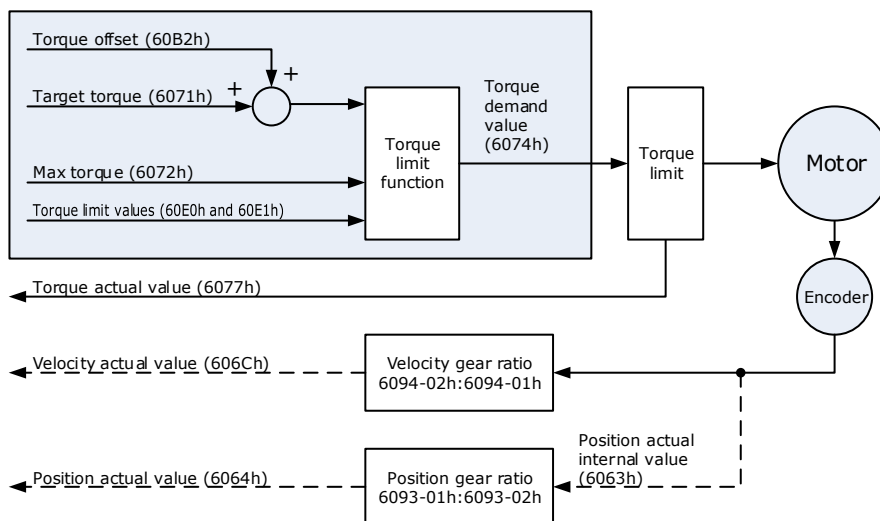 Torque offset (60B2h)
+
Target torque (6071h)
+
Torque
demand
value
(6074h)
Torque
limit
function
Torque
limit
Motor
Max torque (6072h)
Torque limit values (60E0h and 60E1h)
Torque actual value (6077h)
Encoder
Velocity actual value (606Ch)
Velocity gear ratio
6094-02h:6094-01h
Position actual
internal value
(6063h)
Position actual value (6064h)
Position gear ratio
6093-01h:6093-02h